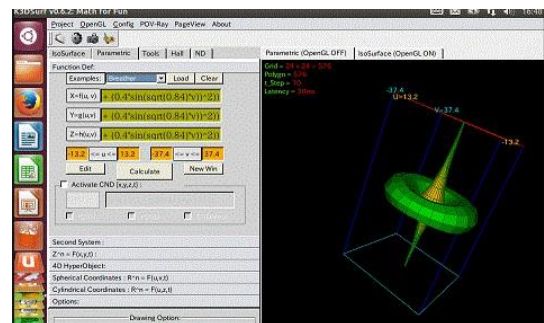 K3DSurf v0.6.2: Math for Fun
16:48
Project OpenGL Config POV-Ray PageView About
IsoSurface Parametric Tools Hall ND
Parametric (OpenGL OFF) IsoSurface (OpenGL ON)
Function Def:
Examples: Breather Load Clear
X=f(u,v) + (0.4*sin(sqrt(0.84)*v))^2))
Y=g(u,v) + (0.4*sin(sqrt(0.84)*v))^2))
Z=h(u,v) + (0.4*sin(sqrt(0.84)*v))^2))
-13.2 <= u <= 13.2 -37.4 <= v <= 37.4
Edit Calculate New Win
Activate CND (x,y,z,t) :
Second System :
Z^n = F(x,y,t) :
4D HyperObject:
Spherical Coordinates : R^n = F(u,v,t)
Cylindrical Coordinates : R^n = F(u,z,t)
Options:
Drawing Option:
Grid = 24 x 24 = 576
Polygn = 576
t_Step = 10
-37.4
U=13.2
V=37.4
-13.2